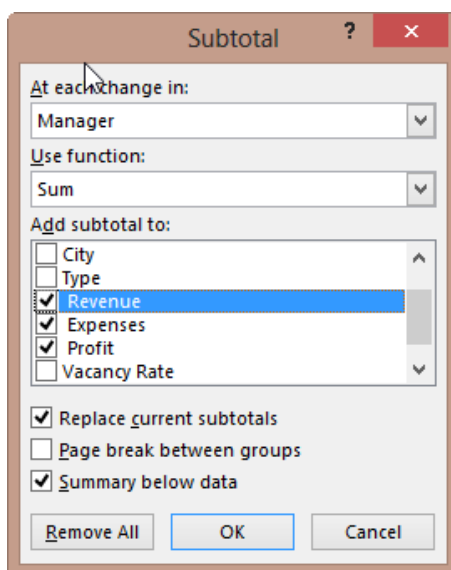 Subtotal ?
At each change in:
Manager
Use function:
Sum
Add subtotal to:
City
Type
Revenue
Expenses
Profit
Vacancy Rate
Replace current subtotals
Page break between groups
Summary below data
Remove All OK Cancel